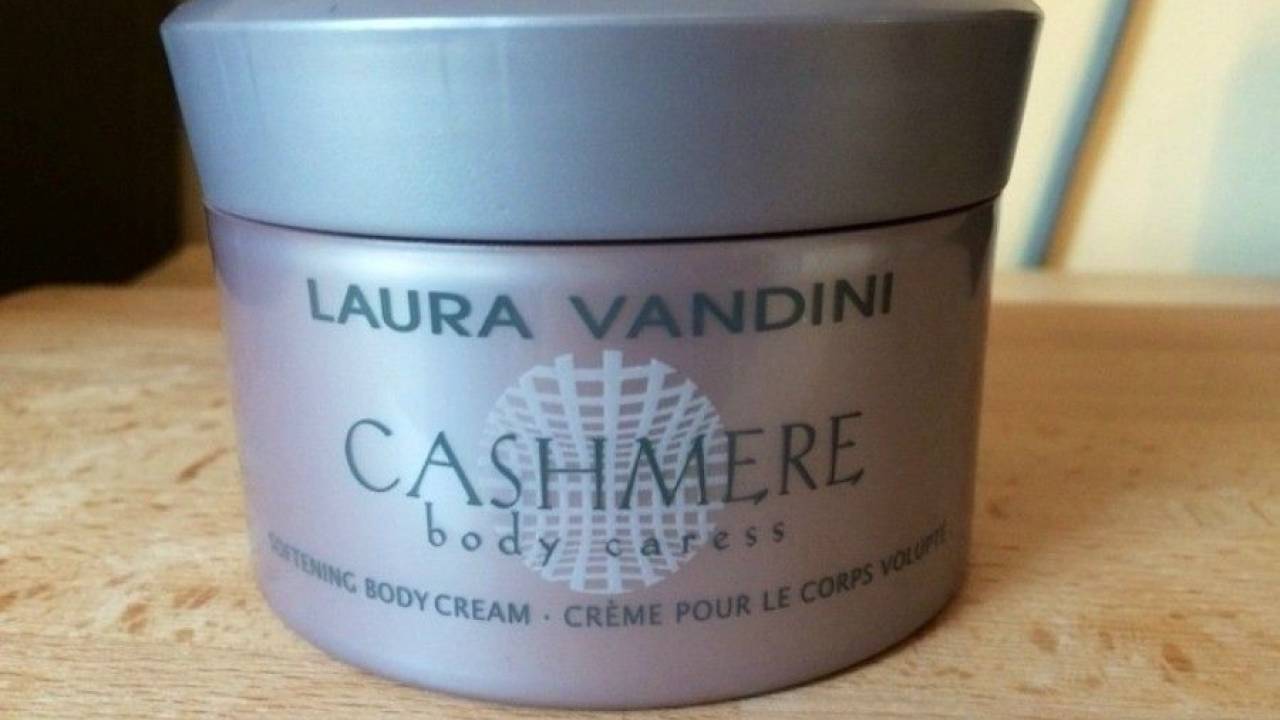 LAURA VANDINI
CASHMERE
body caress
SOFTENING BODY CREAM · CRÈME POUR LE CORPS VOLUPTÉ